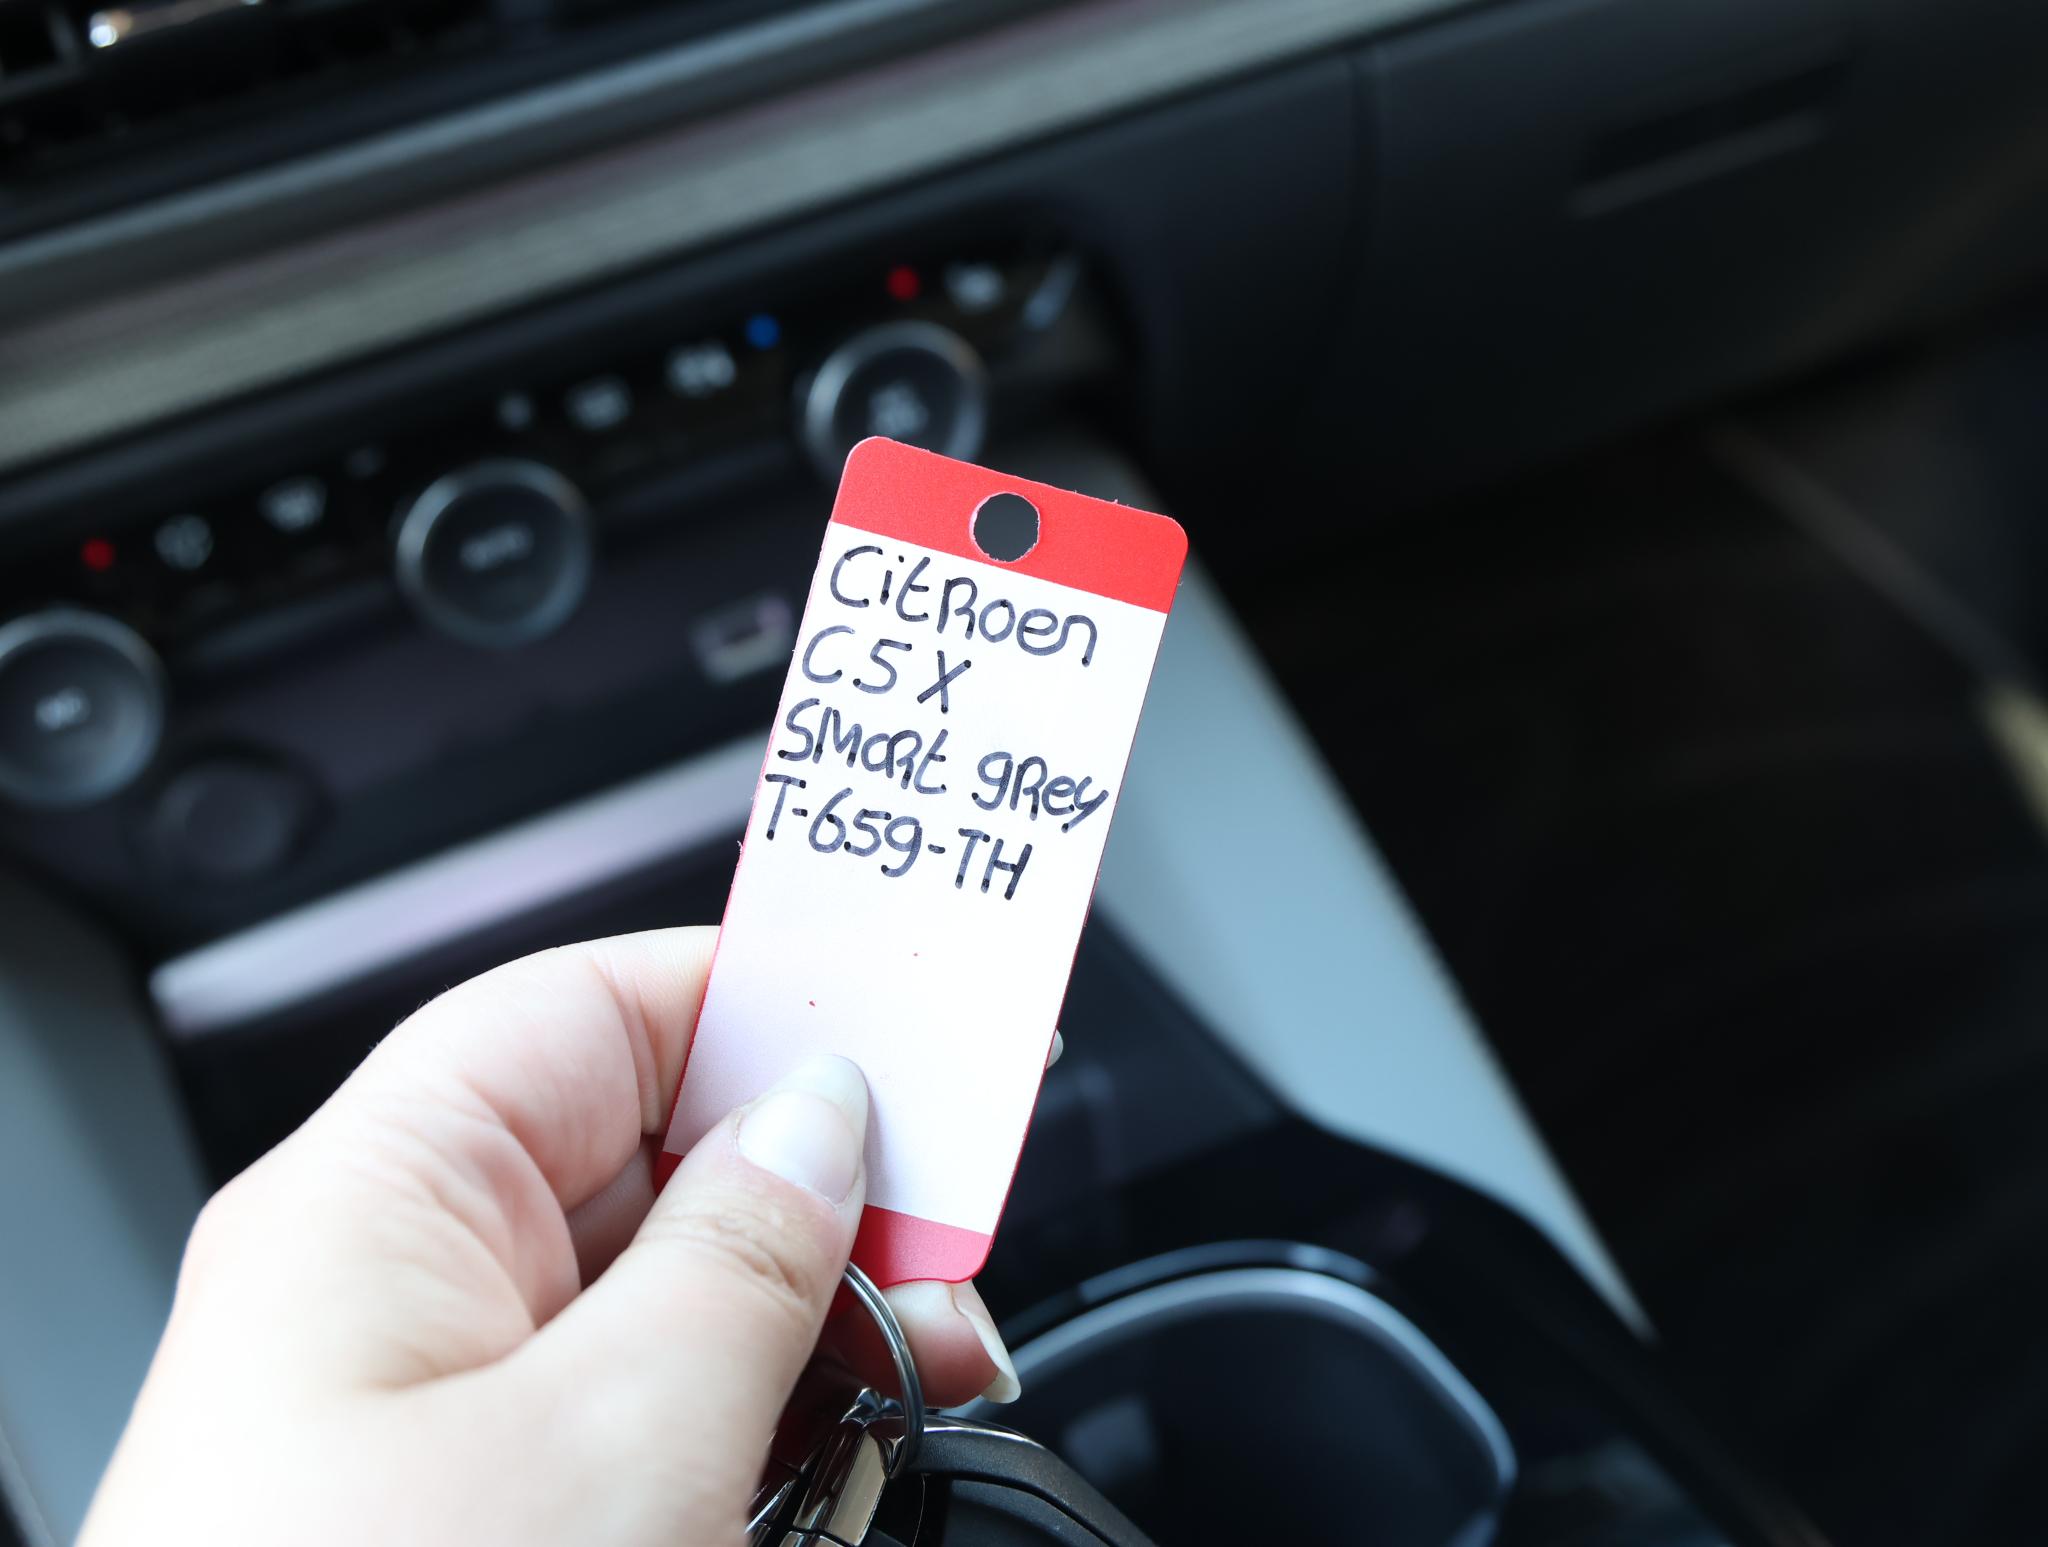 Citroen
C5 X
Smart grey
T-659-TH